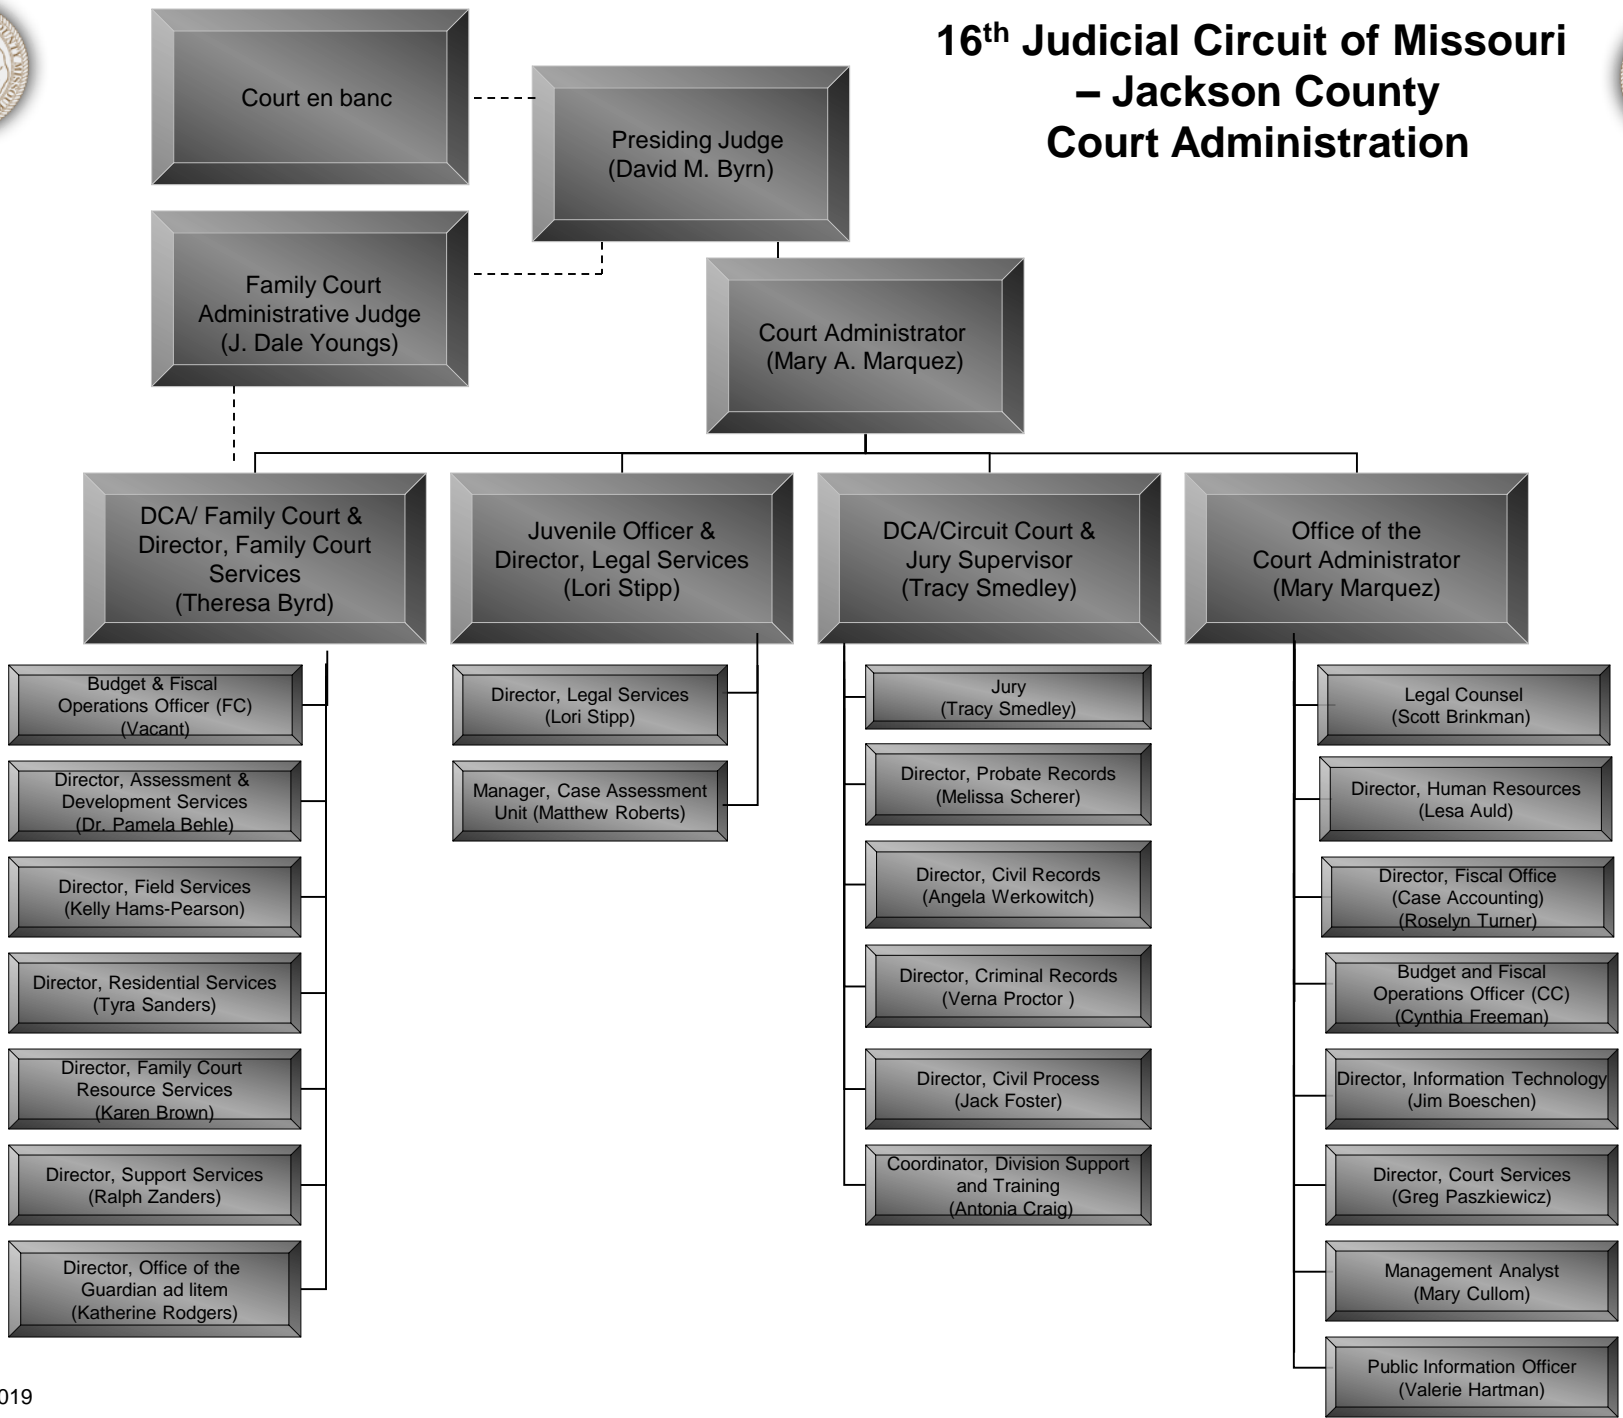 16th Judicial Circuit of Missouri
– Jackson County
Court Administration
Court en banc
Presiding Judge
(David M. Byrn)
Family Court
Administrative Judge
(J. Dale Youngs)
Court Administrator
(Mary A. Marquez)
DCA/ Family Court &
Director, Family Court
Services
(Theresa Byrd)
Juvenile Officer &
Director, Legal Services
(Lori Stipp)
DCA/Circuit Court &
Jury Supervisor
(Tracy Smedley)
Office of the
Court Administrator
(Mary Marquez)
Budget & Fiscal
Operations Officer (FC)
(Vacant)
Director, Assessment &
Development Services
(Dr. Pamela Behle)
Director, Field Services
(Kelly Hams-Pearson)
Director, Residential Services
(Tyra Sanders)
Director, Family Court
Resource Services
(Karen Brown)
Director, Support Services
(Ralph Zanders)
Director, Office of the
Guardian ad litem
(Katherine Rodgers)
Director, Legal Services
(Lori Stipp)
Manager, Case Assessment
Unit (Matthew Roberts)
Jury
(Tracy Smedley)
Director, Probate Records
(Melissa Scherer)
Director, Civil Records
(Angela Werkowitch)
Director, Criminal Records
(Verna Proctor )
Director, Civil Process
(Jack Foster)
Coordinator, Division Support
and Training
(Antonia Craig)
Legal Counsel
(Scott Brinkman)
Director, Human Resources
(Lesa Auld)
Director, Fiscal Office
(Case Accounting)
(Roselyn Turner)
Budget and Fiscal
Operations Officer (CC)
(Cynthia Freeman)
Director, Information Technology
(Jim Boeschen)
Director, Court Services
(Greg Paszkiewicz)
Management Analyst
(Mary Cullom)
Public Information Officer
(Valerie Hartman)
019